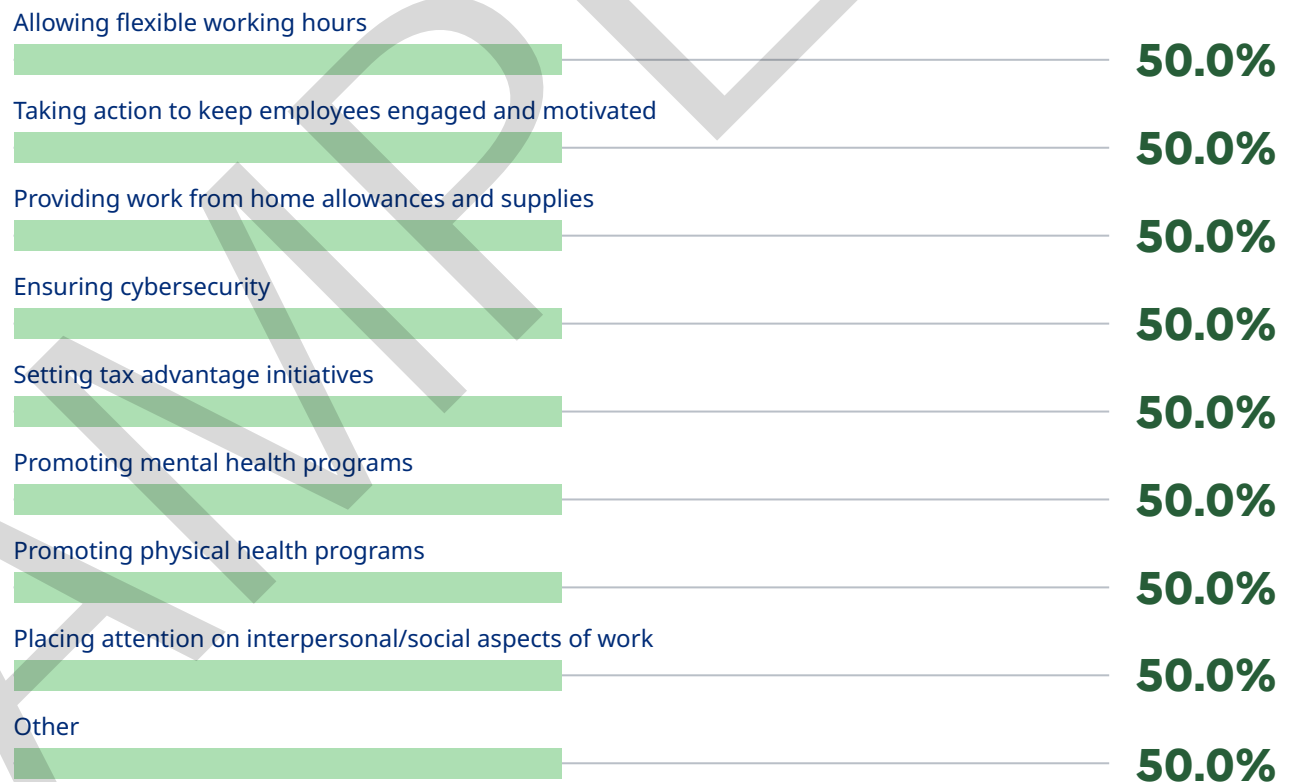 Allowing flexible working hours
50.0%
Taking action to keep employees engaged and motivated
50.0%
Providing work from home allowances and supplies
50.0%
Ensuring cybersecurity
50.0%
Setting tax advantage initiatives
50.0%
Promoting mental health programs
50.0%
Promoting physical health programs
50.0%
Placing attention on interpersonal/social aspects of work
50.0%
Other
50.0%